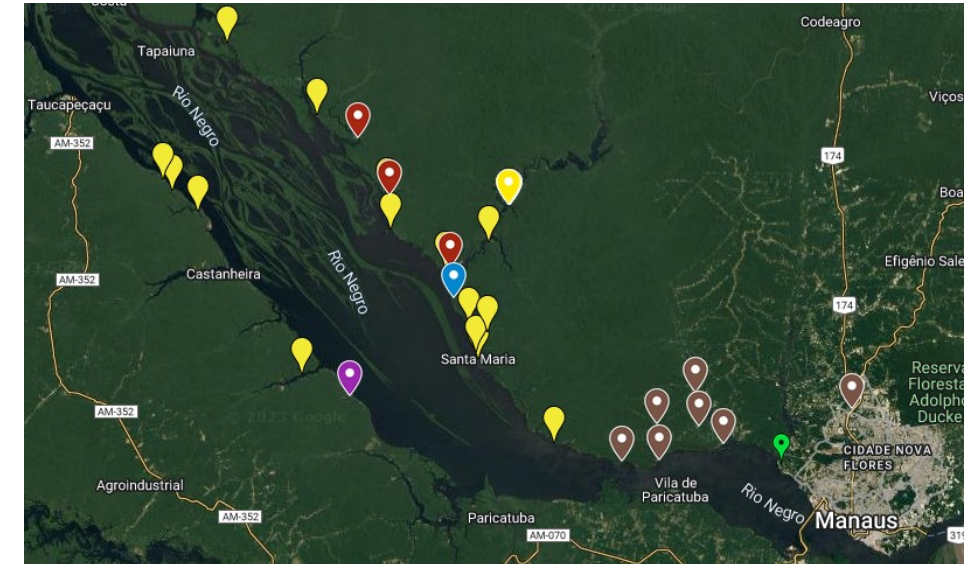 Costa
Codeagro
Tapaiuna
Rio Negro
Taucapeçaçu
Viços
AM-352
174
Boa
Efigênio Sale
Castanheira
Rio Negro
AM-352
174
Santa Maria
Reserva
Floresta
Adolpho
Ducke
2023 Google
AM-352
CIDADE NOVA
FLORES
Agroindustrial
Vila de
Paricatuba
Rio Negro
AM-352
Paricatuba
Manaus
AM-070
319